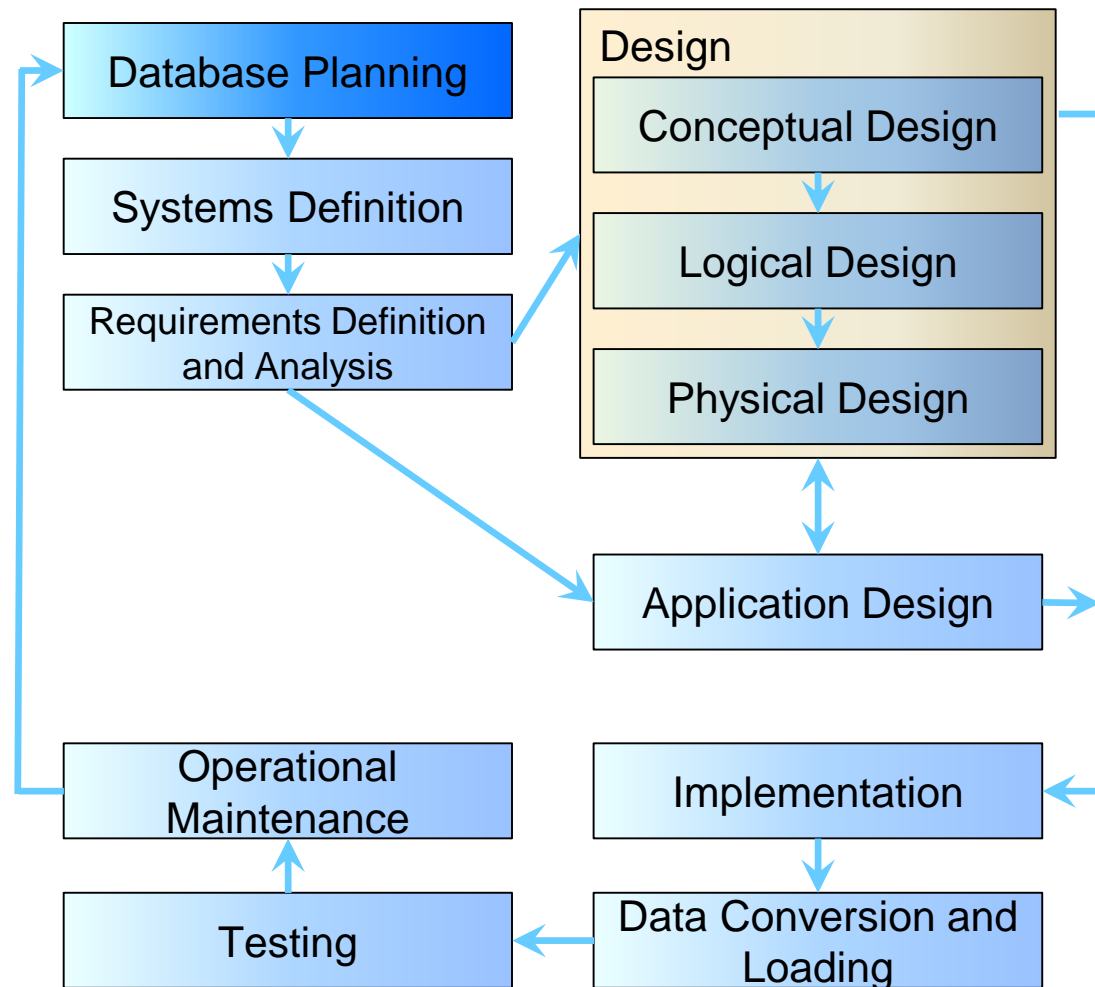 Database Planning
Systems Definition
Requirements Definition
and Analysis
Design
Conceptual Design
Logical Design
Physical Design
Application Design
Operational
Maintenance
Implementation
Testing
Data Conversion and
Loading